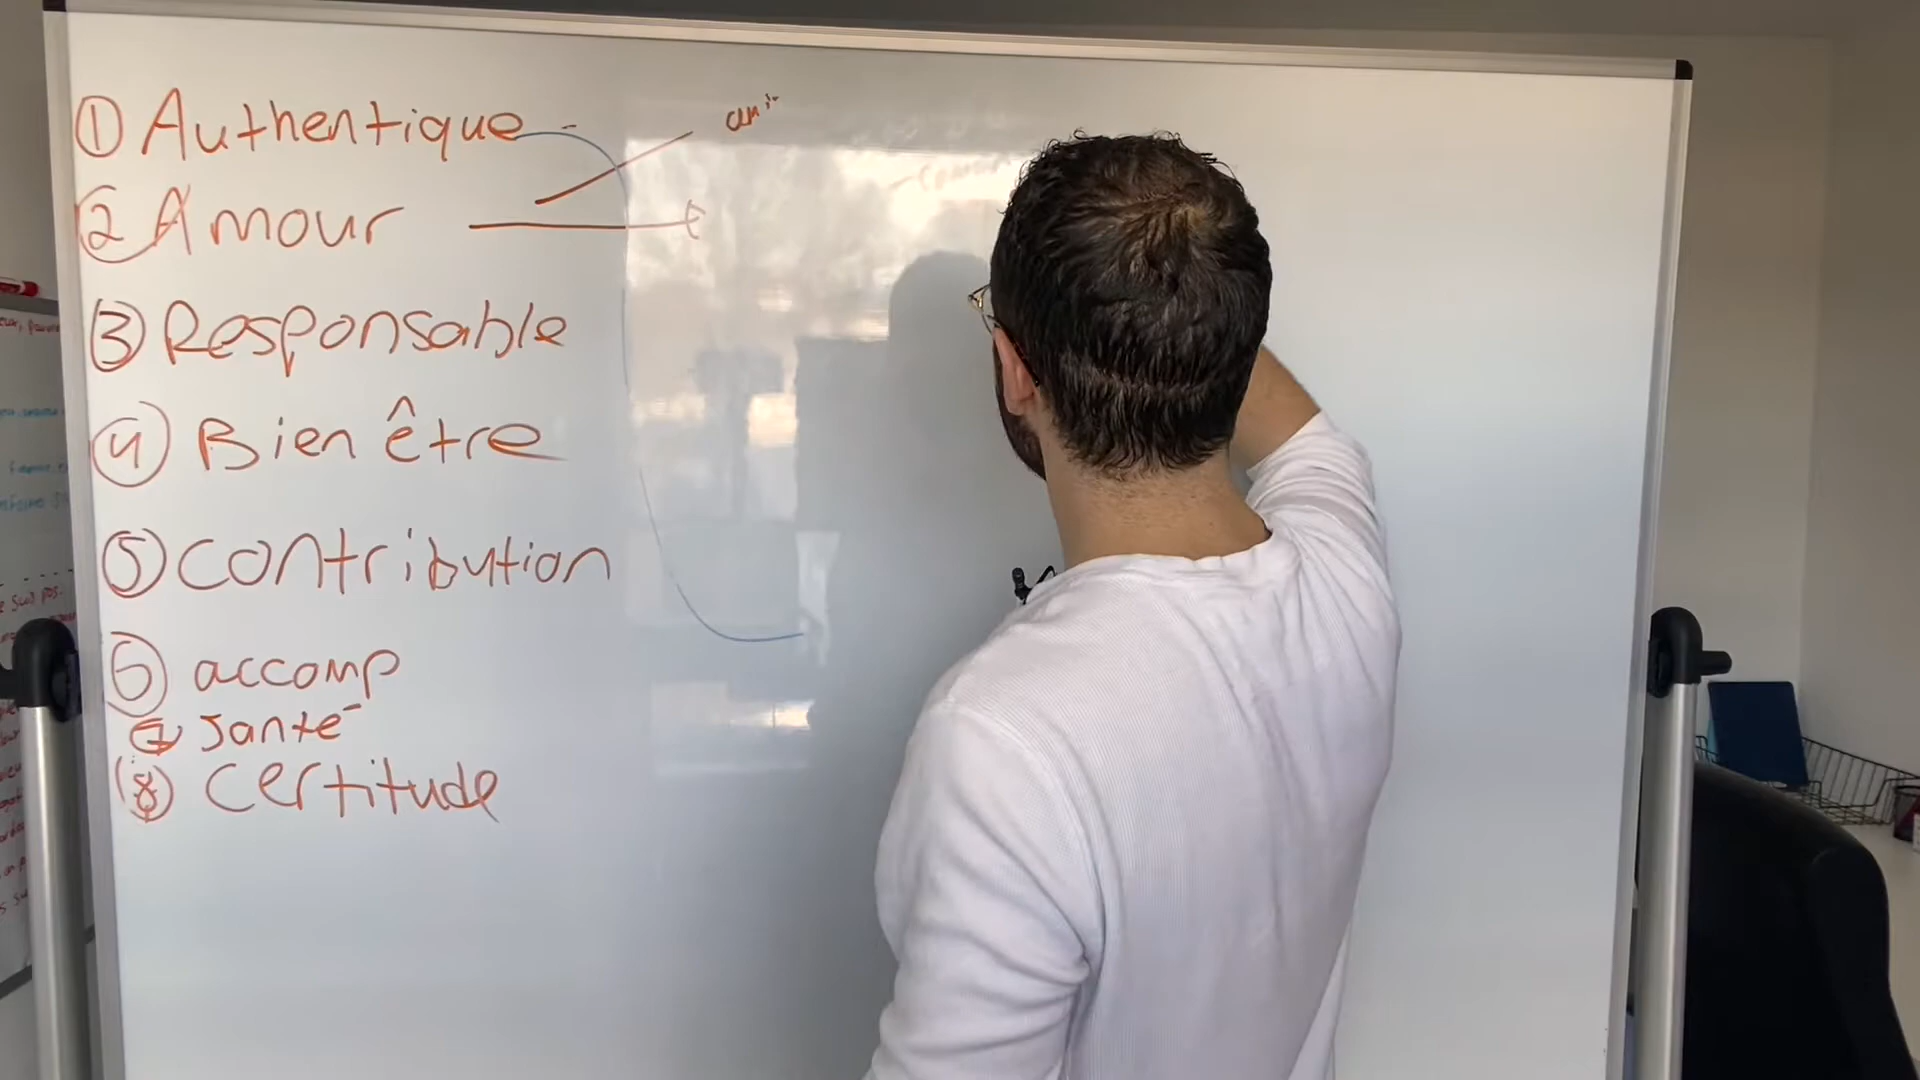 ① Authentique
② Amour
③ Responsable
④ Bien être
⑤ contribution
⑥ accomp
⑦ santé
⑧ certitude